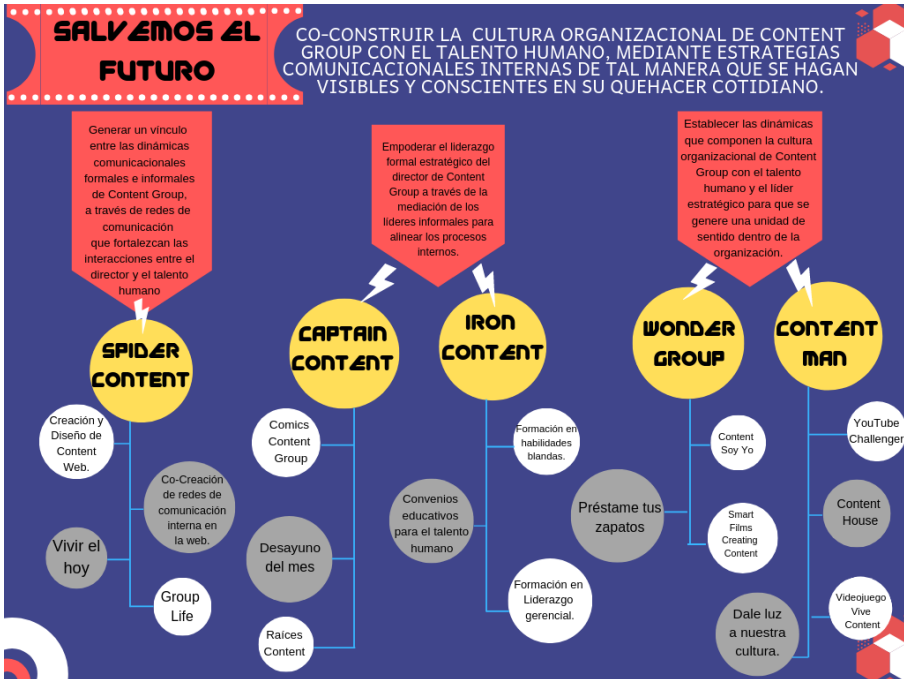 SALVEMOS EL
FUTURO
CO-CONSTRUIR LA CULTURA ORGANIZACIONAL DE CONTENT
GROUP CON EL TALENTO HUMANO, MEDIANTE ESTRATEGIAS
COMUNICACIONALES INTERNAS DE TAL MANERA QUE SE HAGAN
VISIBLES Y CONSCIENTES EN SU QUEHACER COTIDIANO.
Generar un vínculo
entre las dinámicas
comunicacionales
formales e informales
de Content Group,
a través de redes de
comunicación
que fortalezcan las
interacciones entre el
director y el talento
humano
Empoderar el liderazgo
formal estratégico del
director de Content
Group a través de la
mediación de los
líderes informales para
alinear los procesos
internos.
Establecer las dinámicas
que componen la cultura
organizacional de Content
Group con el talento
humano y el líder
estratégico para que se
genere una unidad de
sentido dentro de la
organización.
SPIDER
CONTENT
Creación y
Diseño de
Content
Web.
Co-Creación
de redes de
comunicación
interna en
la web.
Vivir el
hoy
Group
Life
CAPTAIN
CONTENT
Comics
Content
Group
Desayuno
del mes
Raíces
Content
IRON
CONTENT
Formación en
habilidades
blandas.
Convenios
educativos
para el talento
humano
Formación en
Liderazgo
gerencial.
WONDER
GROUP
Content
Soy Yo
Préstame tus
zapatos
Smart
Films
Creating
Content
CONTENT
MAN
YouTube
Challenger
Content
House
Videojuego
Vive
Content
Dale luz
a nuestra
cultura.